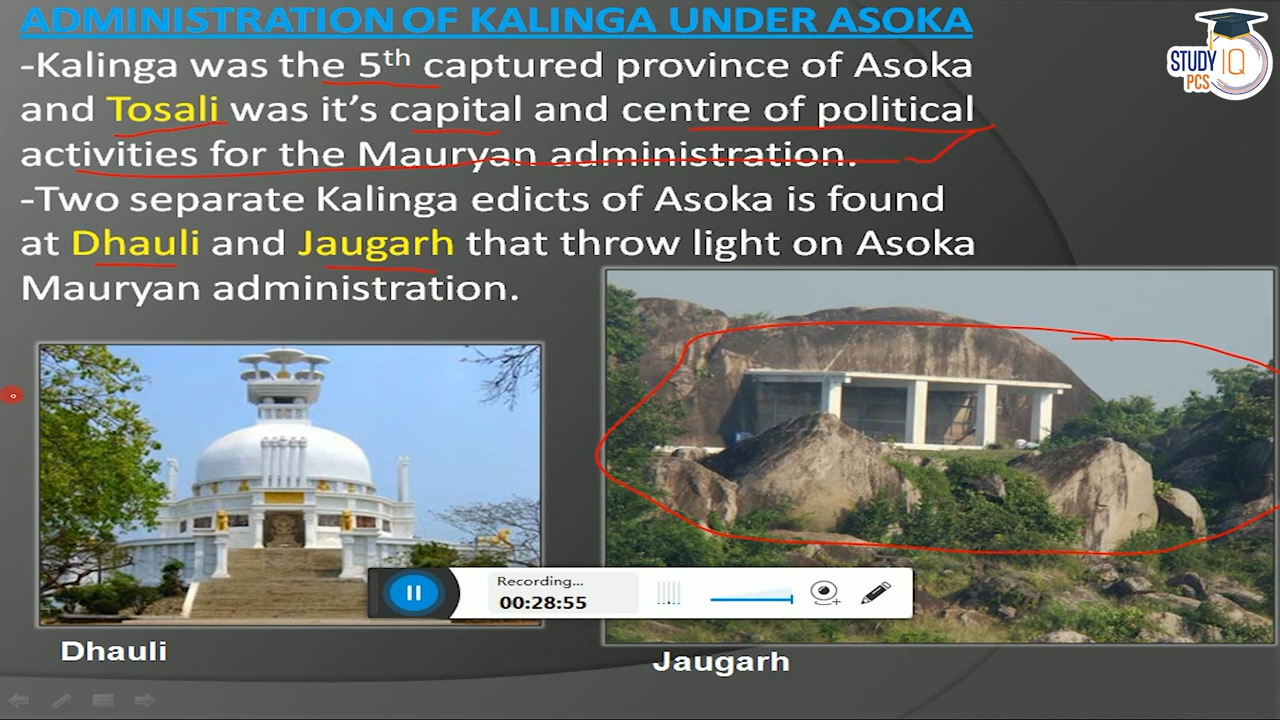 ADMINISTRATION OF KALINGA UNDER ASOKA
-Kalinga was the 5th captured province of Asoka
and Tosali was it's capital and centre of political
activities for the Mauryan administration.
-Two separate Kalinga edicts of Asoka is found
at Dhauli and Jaugarh that throw light on Asoka
Mauryan administration.
STUDY IQ
PCS
Recording...
00:28:55
Dhauli
Jaugarh